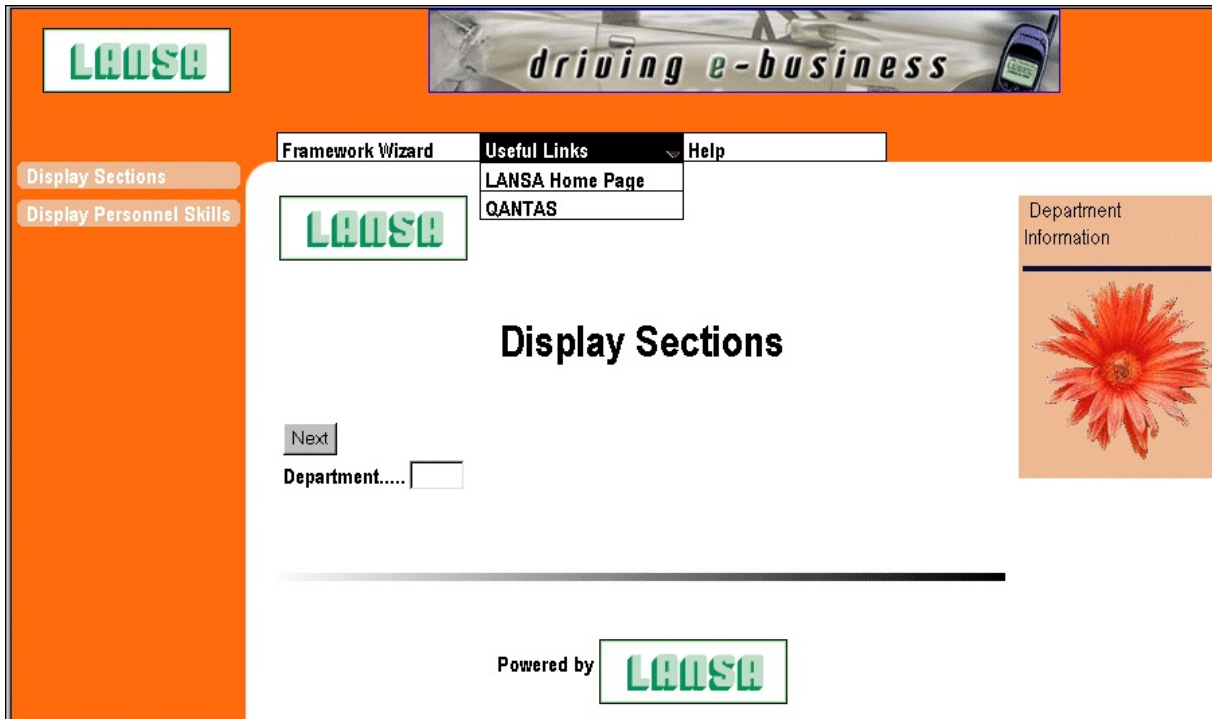 LANSA
driving e-business
Framework Wizard
Useful Links
Help
LANSA Home Page
QANTAS
Display Sections
Display Personnel Skills
LANSA
Department
Information
Display Sections
Next
Department.....
Powered by
LANSA